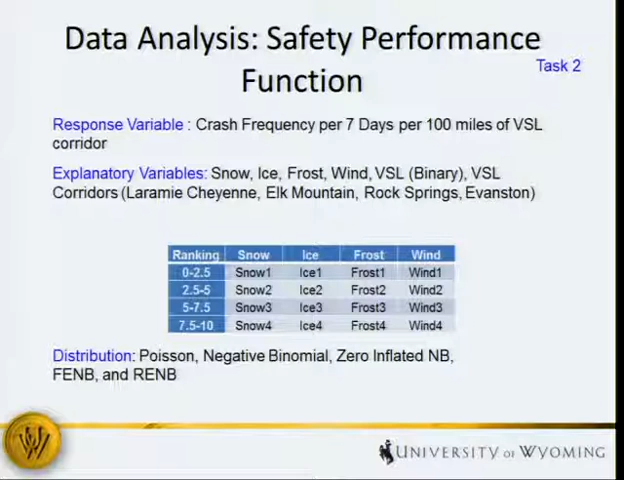 Data Analysis: Safety Performance
Function
Task 2
Response Variable : Crash Frequency per 7 Days per 100 miles of VSL
corridor
Explanatory Variables: Snow, Ice, Frost, Wind, VSL (Binary), VSL
Corridors (Laramie Cheyenne, Elk Mountain, Rock Springs, Evanston)
Ranking Snow Ice Frost Wind
0-2.5 Snow1 Ice1 Frost1 Wind1
2.5-5 Snow2 Ice2 Frost2 Wind2
5-7.5 Snow3 Ice3 Frost3 Wind3
7.5-10 Snow4 Ice4 Frost4 Wind4
Distribution: Poisson, Negative Binomial, Zero Inflated NB,
FENB, and RENB
W
UNIVERSITY OF WYOMING